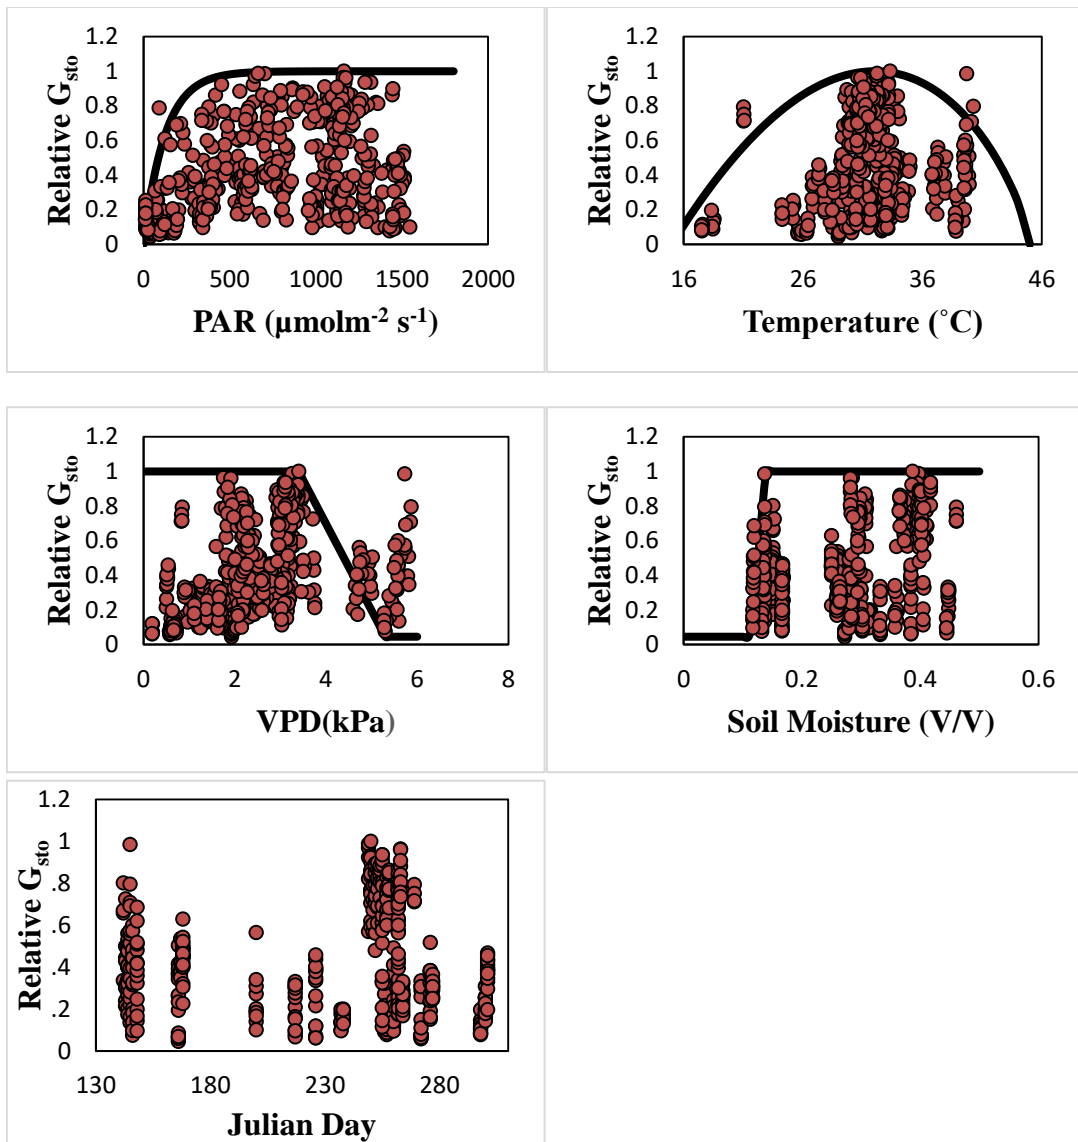 1.2
1
0.8
0.6
0.4
0.2
0
Relative Gsto
0 500 1000 1500 2000
PAR (µmolm-2 s-1)
1.2
1
0.8
0.6
0.4
0.2
0
Relative Gsto
16 26 36 46
Temperature (˚C)
1.2
1
0.8
0.6
0.4
0.2
0
Relative Gsto
0 2 4 6 8
VPD(kPa)
1.2
1
0.8
0.6
0.4
0.2
0
Relative Gsto
0 0.2 0.4 0.6
Soil Moisture (V/V)
1.2
1
.8
.6
.4
.2
0
Relative Gsto
130 180 230 280
Julian Day